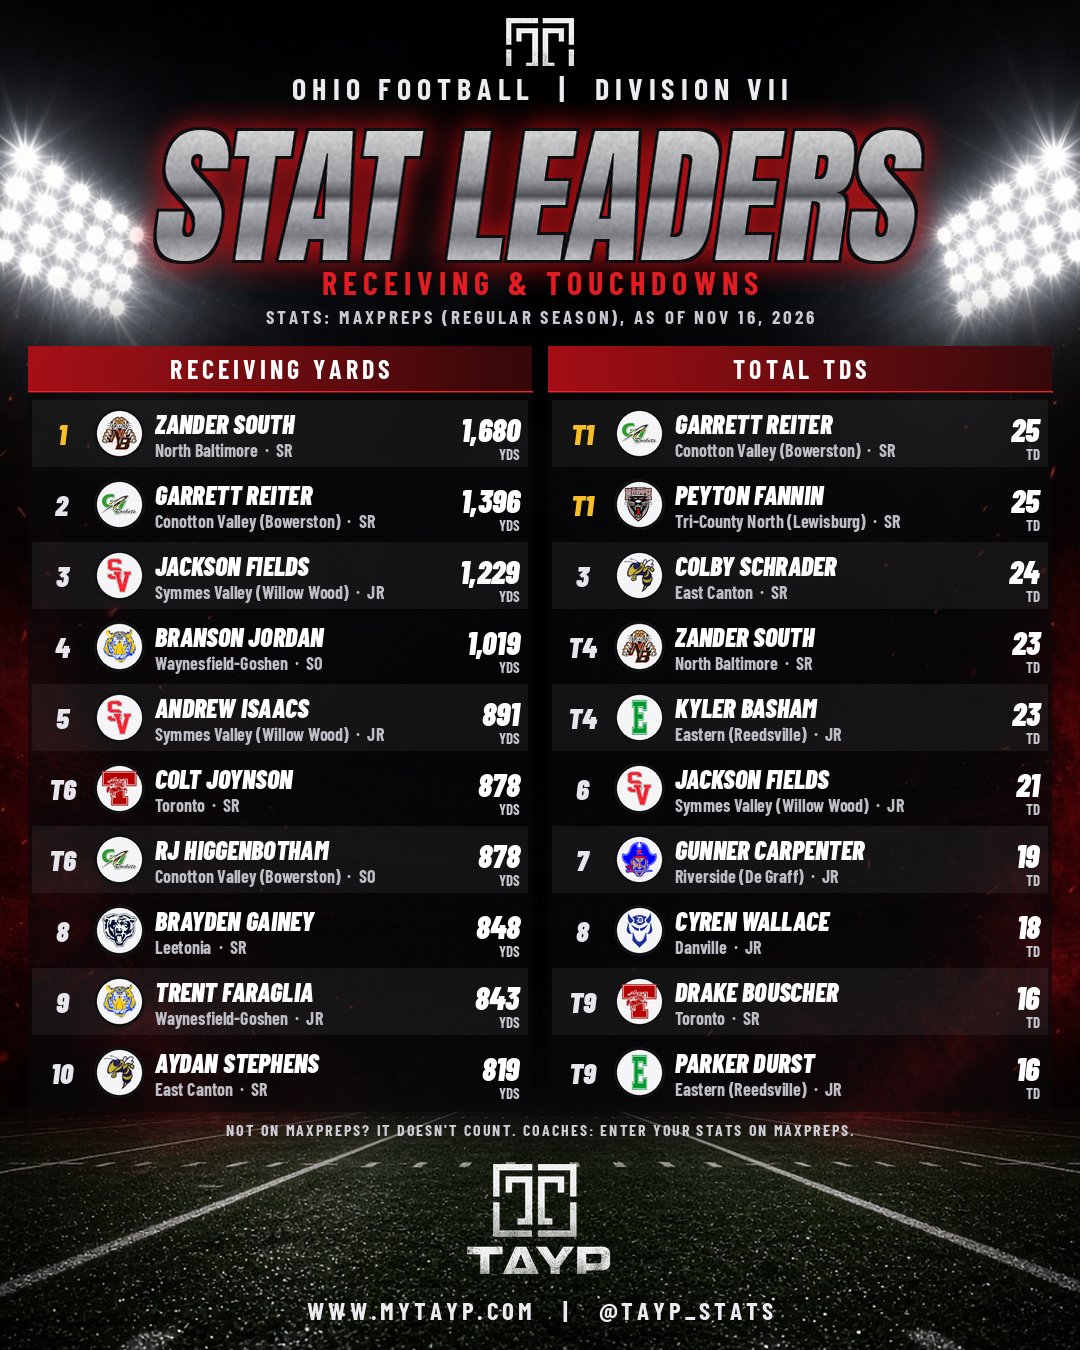 OHIO FOOTBALL | DIVISION VII
STAT LEADERS
RECEIVING & TOUCHDOWNS
STATS: MAXPREPS (REGULAR SEASON), AS OF NOV 16, 2026
RECEIVING YARDS
1 ZANDER SOUTH 1,680
North Baltimore · SR YDS
2 GARRETT REITER 1,396
Conotton Valley (Bowerston) · SR YDS
3 JACKSON FIELDS 1,229
Symmes Valley (Willow Wood) · JR YDS
4 BRANSON JORDAN 1,019
Waynesfield-Goshen · SO YDS
5 ANDREW ISAACS 891
Symmes Valley (Willow Wood) · JR YDS
T6 COLT JOYNSON 878
Toronto · SR YDS
T6 RJ HIGGENBOTHAM 878
Conotton Valley (Bowerston) · SO YDS
8 BRAYDEN GAINEY 848
Leetonia · SR YDS
9 TRENT FARAGLIA 843
Waynesfield-Goshen · JR YDS
10 AYDAN STEPHENS 819
East Canton · SR YDS
TOTAL TDS
T1 GARRETT REITER 25
Conotton Valley (Bowerston) · SR TD
T1 PEYTON FANNIN 25
Tri-County North (Lewisburg) · SR TD
3 COLBY SCHRADER 24
East Canton · SR TD
T4 ZANDER SOUTH 23
North Baltimore · SR TD
T4 KYLER BASHAM 23
Eastern (Reedsville) · JR TD
6 JACKSON FIELDS 21
Symmes Valley (Willow Wood) · JR TD
7 GUNNER CARPENTER 19
Riverside (De Graff) · JR TD
8 CYREN WALLACE 18
Danville · JR TD
T9 DRAKE BOUSCHER 16
Toronto · SR TD
T9 PARKER DURST 16
Eastern (Reedsville) · JR TD
NOT ON MAXPREPS? IT DOESN'T COUNT. COACHES: ENTER YOUR STATS ON MAXPREPS.
TAYP
WWW.MYTAYP.COM | @TAYP_STATS